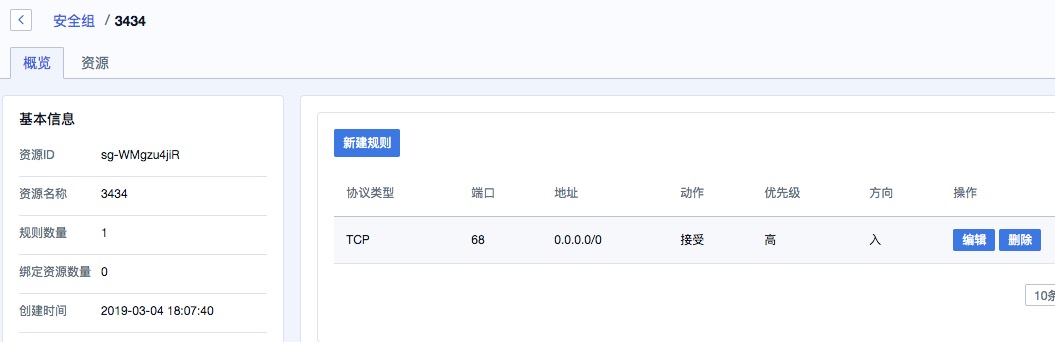 安全组 / 3434
概览 资源
基本信息
资源ID sg-WMgzu4jiR
资源名称 3434
规则数量 1
绑定资源数量 0
创建时间 2019-03-04 18:07:40
新建规则
协议类型 端口 地址 动作 优先级 方向 操作
TCP 68 0.0.0.0/0 接受 高 入 编辑 删除
10条